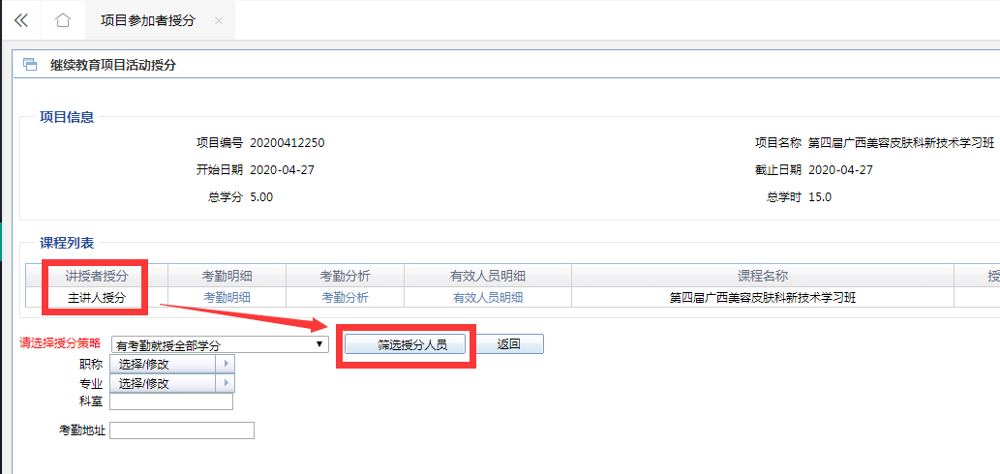 项目参加者授分
继续教育项目活动授分
项目信息
项目编号 20200412250 项目名称 第四届广西美容皮肤科新技术学习班
开始日期 2020-04-27 截止日期 2020-04-27
总学分 5.00 总学时 15.0
课程列表
讲授者授分 考勤明细 考勤分析 有效人员明细 课程名称 授
主讲人授分 考勤明细 考勤分析 有效人员明细 第四届广西美容皮肤科新技术学习班
请选择授分策略 有考勤就授全部学分 筛选授分人员 返回
职称 选择/修改
专业 选择/修改
科室
考勤地址